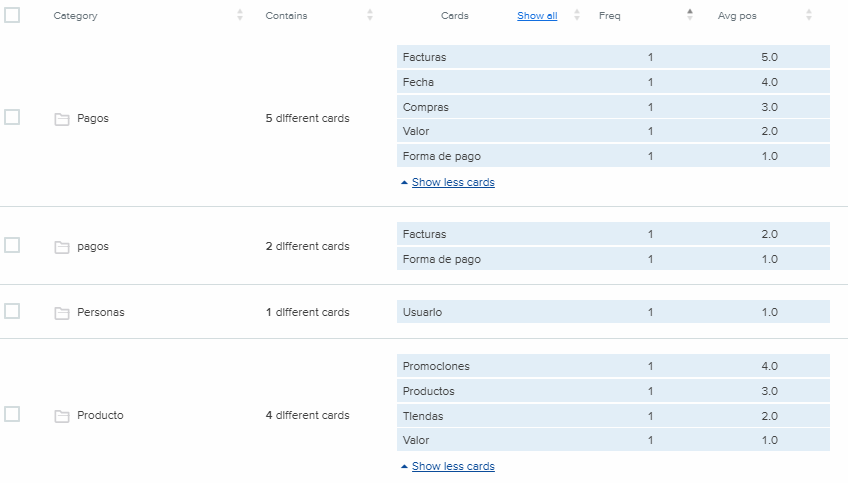 Category Contains Cards Show all Freq Avg pos
Facturas 1 5.0
Fecha 1 4.0
Pagos 5 different cards Compras 1 3.0
Valor 1 2.0
Forma de pago 1 1.0
Show less cards
Facturas 1 2.0
pagos 2 different cards
Forma de pago 1 1.0
Personas 1 different cards Usuario 1 1.0
Promociones 4.0
Productos 1 3.0
Producto 4 different cards Tiendas 1 2.0
Valor 1 1.0
Show less cards